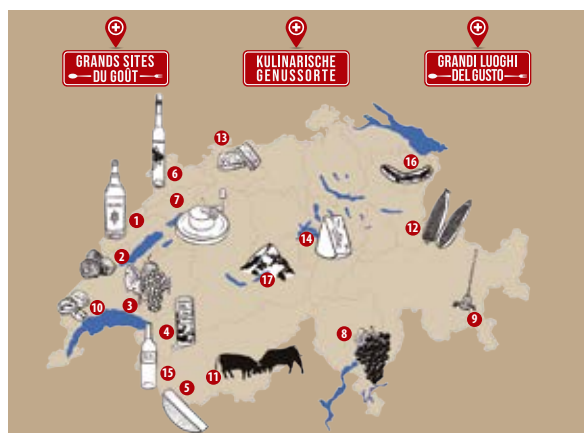 GRANDS SITES
DU GOÛT
KULINARISCHE
GENUSSORTE
GRANDI LUOGHI
DEL GUSTO
13
16
6
7
1
12
14
2
17
9
10
3
8
4
15
11
5